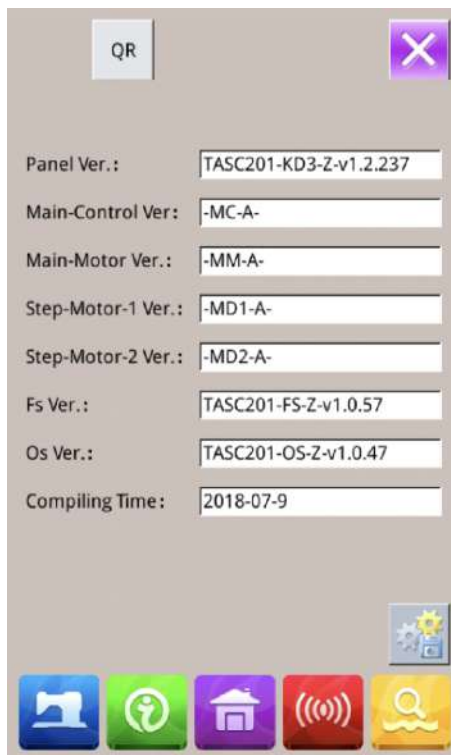 QR
Panel Ver.: TASC201-KD3-Z-v1.2.237
Main-Control Ver: -MC-A-
Main-Motor Ver.: -MM-A-
Step-Motor-1 Ver.: -MD1-A-
Step-Motor-2 Ver.: -MD2-A-
Fs Ver.: TASC201-FS-Z-v1.0.57
Os Ver.: TASC201-OS-Z-v1.0.47
Compiling Time: 2018-07-9